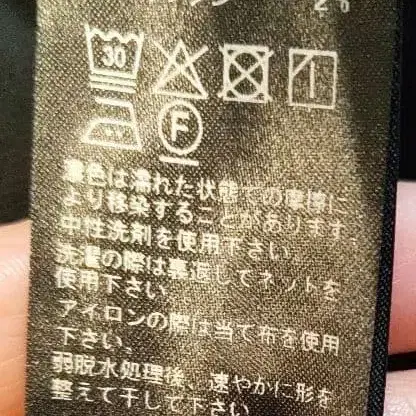 30
F
濃色は濡れた状態での摩擦に
より移染することがあります。
中性洗剤を使用下さい。
洗濯の際は裏返してネットを
使用下さい。
アイロンの際は当て布を使用
下さい。
弱脱水処理後、速やかに形を
整えて干して下さい。